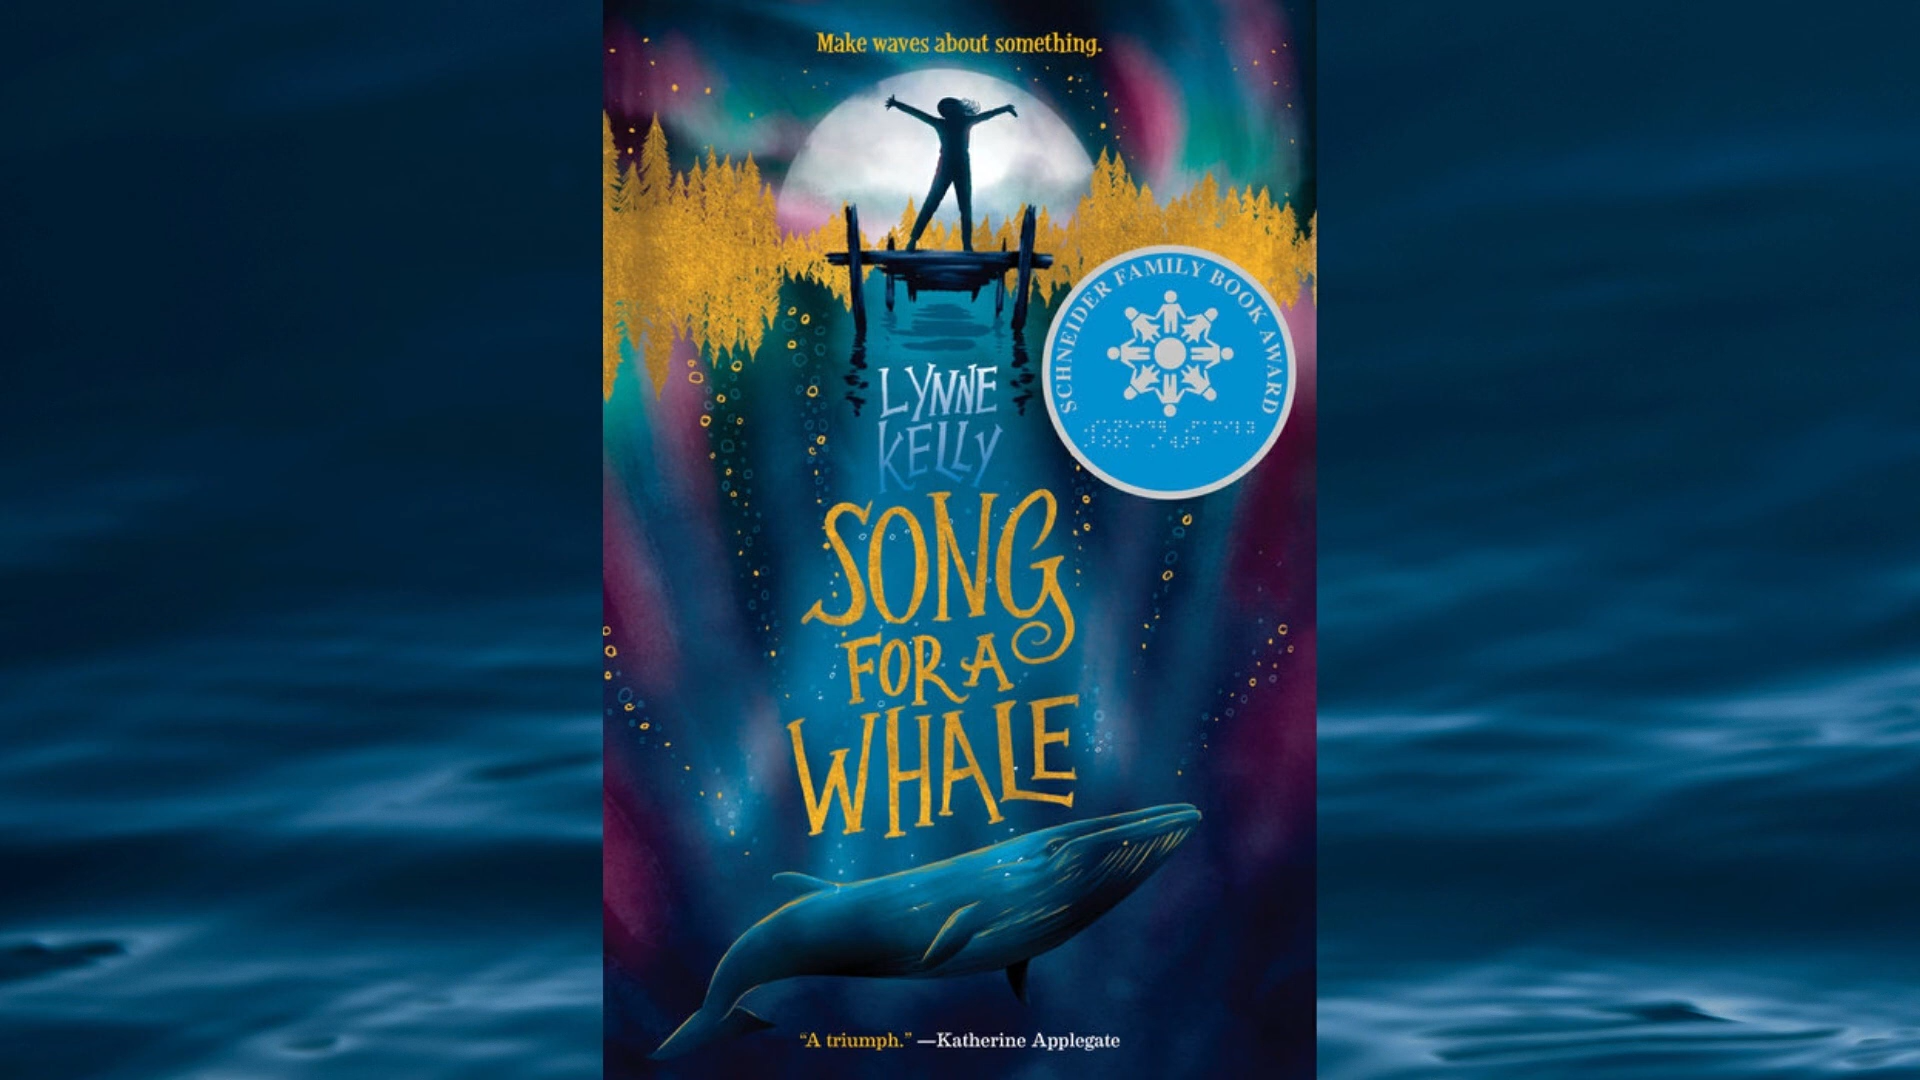 Make waves about something.
SCHNEIDER FAMILY BOOK AWARD
LYNNE
KELLY
SONG
FOR A
WHALE
“A triumph.” —Katherine Applegate